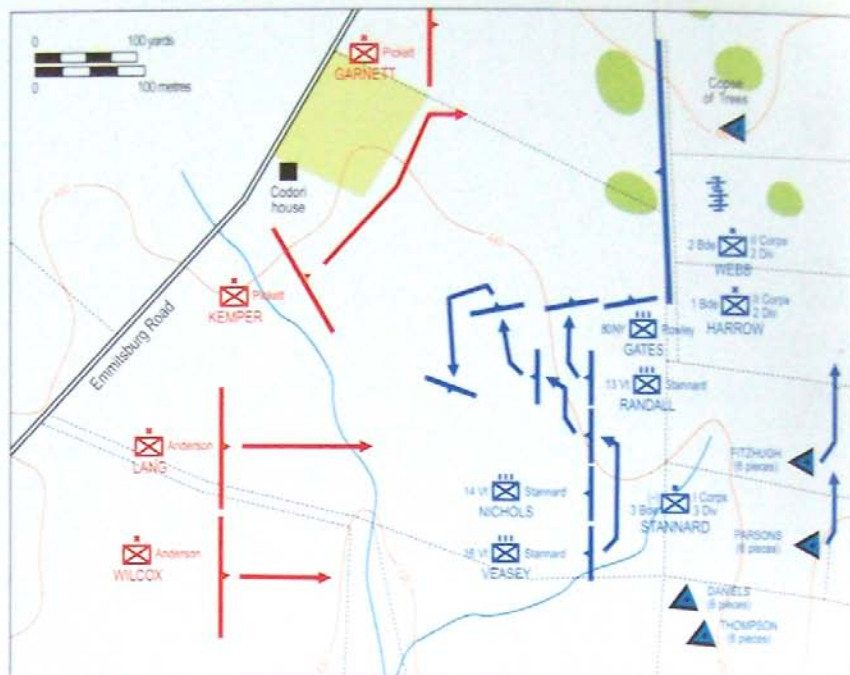 0 100 yards
0 100 metres
Pickett
GARNETT
Copse
of Trees
Codori
house
2 Bde II Corps
2 Div
WEBB
Pickett
KEMPER
1 Bde II Corps
2 Div
HARROW
80NY Rowley
GATES
Emmitsburg Road
13 Vt Stannard
RANDALL
Anderson
LANG
FITZHUGH
(6 pieces)
14 Vt Stannard
NICHOLS
(-) I Corps
3 Bde 3 Div
STANNARD
Anderson
WILCOX
16 Vt Stannard
VEASEY
PARSONS
(6 pieces)
DANIELS
(6 pieces)
THOMPSON
(6 pieces)